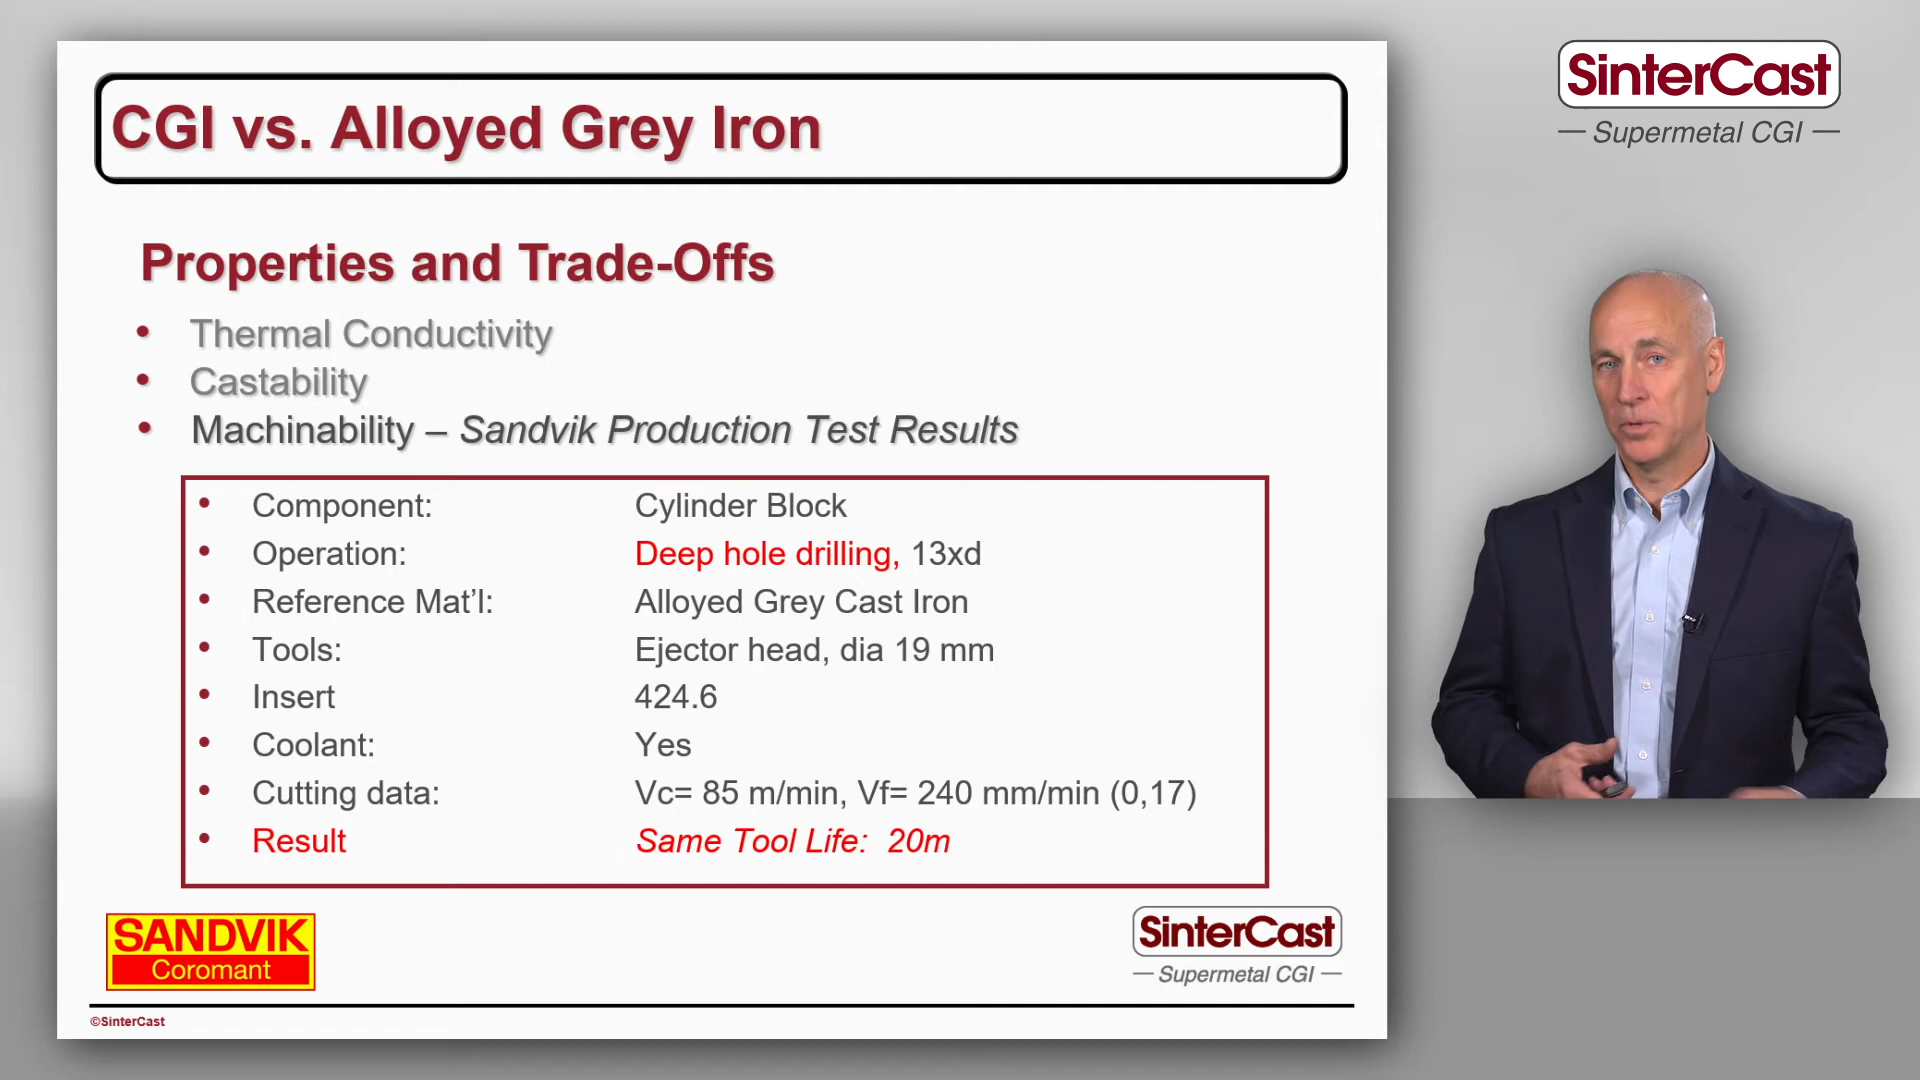 CGI vs. Alloyed Grey Iron
SinterCast
— Supermetal CGI —
Properties and Trade-Offs
• Thermal Conductivity
• Castability
• Machinability – Sandvik Production Test Results
• Component: Cylinder Block
• Operation: Deep hole drilling, 13xd
• Reference Mat’l: Alloyed Grey Cast Iron
• Tools: Ejector head, dia 19 mm
• Insert 424.6
• Coolant: Yes
• Cutting data: Vc= 85 m/min, Vf= 240 mm/min (0,17)
• Result Same Tool Life: 20m
SANDVIK
Coromant
SinterCast
— Supermetal CGI —
©SinterCast